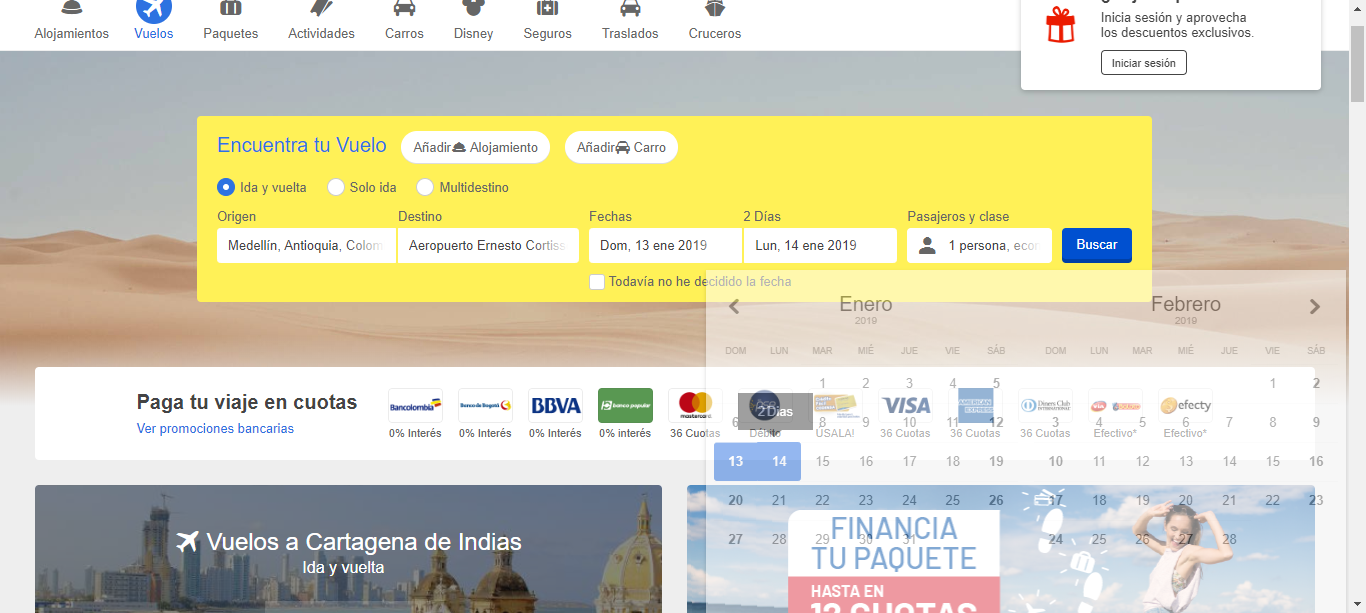 Alojamientos Vuelos Paquetes Actividades Carros Disney Seguros Traslados Cruceros
Inicia sesión y aprovecha
los descuentos exclusivos.
Iniciar sesión
Encuentra tu Vuelo Añadir Alojamiento Añadir Carro
Ida y vuelta Solo ida Multidestino
Origen Destino Fechas 2 Días Pasajeros y clase
Medellín, Antioquia, Colom Aeropuerto Ernesto Cortiss Dom, 13 ene 2019 Lun, 14 ene 2019 1 persona, econ Buscar
Todavía no he decidido la fecha
Enero Febrero
2019 2019
DOM LUN MAR MIÉ JUE VIE SÁB DOM LUN MAR MIÉ JUE VIE SÁB
1 2 3 4 5 1 2
6 8 9 10 11 12 3 4 5 6 7 8 9
13 14 15 16 17 18 19 10 11 12 13 14 15 16
20 21 22 23 24 25 26 17 18 19 20 21 22 23
27 28 29 30 31 24 25 26 27 28
2 Días
Paga tu viaje en cuotas
Ver promociones bancarias
Bancolombia Banco de Bogotá BBVA banco popular mastercard VISA AMERICAN EXPRESS Diners Club INTERNATIONAL via efecty
0% Interés 0% Interés 0% Interés 0% interés 36 Cuotas Débito ÚSALA! 36 Cuotas 36 Cuotas 36 Cuotas Efectivo* Efectivo*
Vuelos a Cartagena de Indias
Ida y vuelta
FINANCIA
TU PAQUETE
HASTA EN
12 CUOTAS